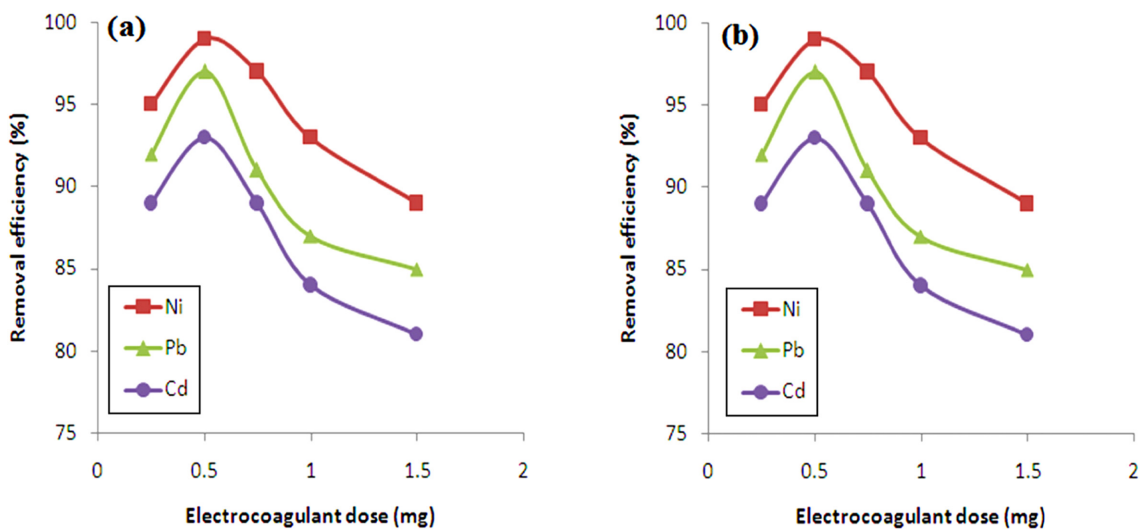 (a)
Removal efficiency (%)
100
95
90
85
80
75
Ni
Pb
Cd
0 0.5 1 1.5 2
Electrocoagulant dose (mg)
(b)
Removal efficiency (%)
100
95
90
85
80
75
Ni
Pb
Cd
0 0.5 1 1.5 2
Electrocoagulant dose (mg)